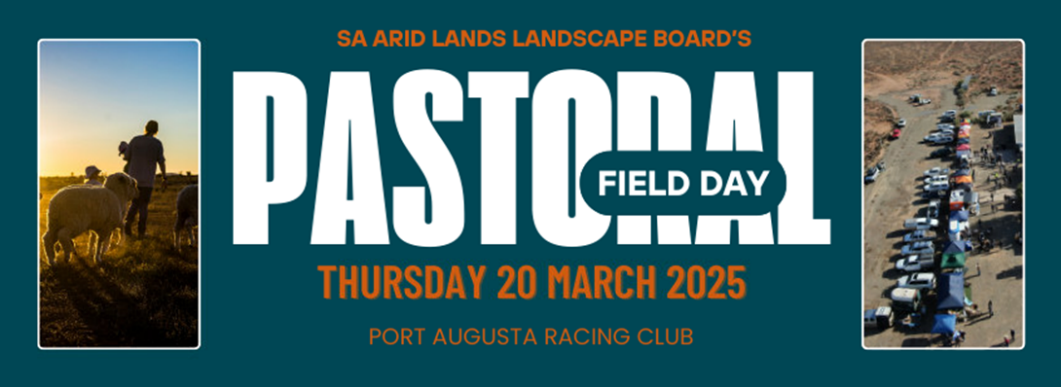 SA ARID LANDS LANDSCAPE BOARD'S
PASTORAL
FIELD DAY
THURSDAY 20 MARCH 2025
PORT AUGUSTA RACING CLUB